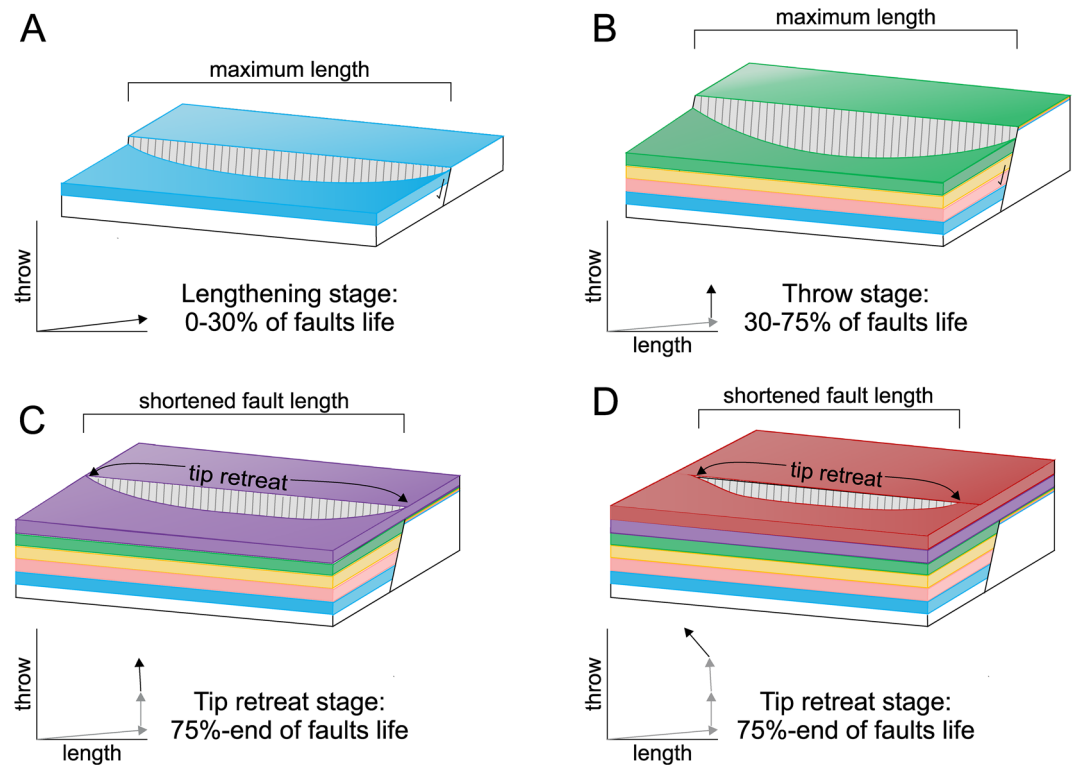 A
maximum length
throw
Lengthening stage:
0-30% of faults life
B
maximum length
throw
length
Throw stage:
30-75% of faults life
C
shortened fault length
tip retreat
throw
length
Tip retreat stage:
75%-end of faults life
D
shortened fault length
tip retreat
throw
length
Tip retreat stage:
75%-end of faults life